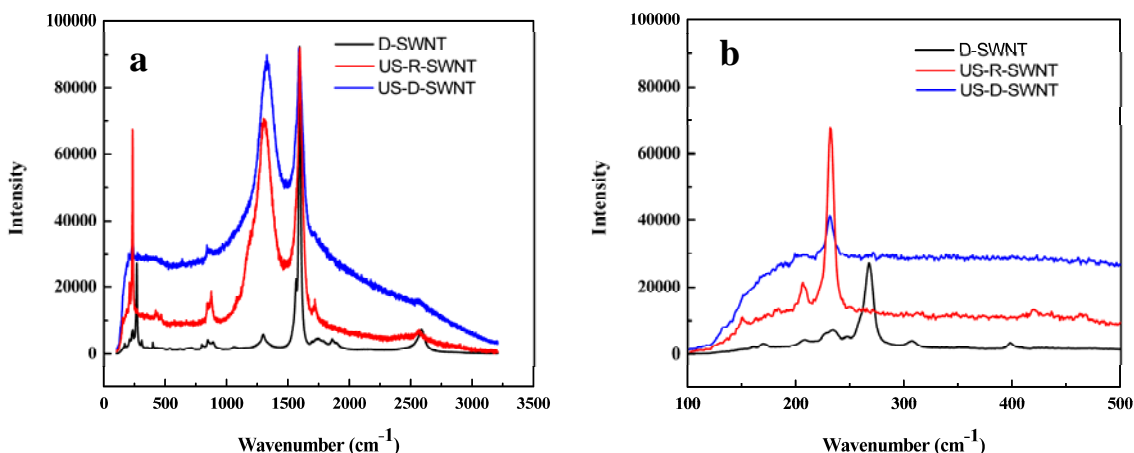 a
D-SWNT
US-R-SWNT
US-D-SWNT
100000
80000
60000
40000
20000
0
Intensity
0 500 1000 1500 2000 2500 3000 3500
Wavenumber (cm-1)
b
D-SWNT
US-R-SWNT
US-D-SWNT
100000
80000
60000
40000
20000
0
Intensity
100 200 300 400 500
Wavenumber (cm-1)